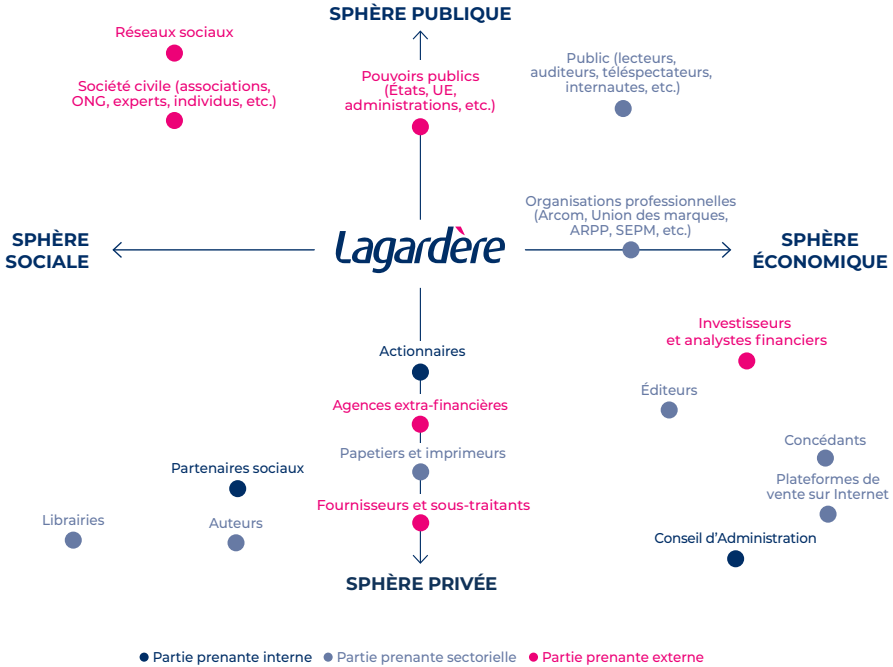 SPHÈRE PUBLIQUE
Réseaux sociaux
Société civile (associations,
ONG, experts, individus, etc.)
Pouvoirs publics
(États, UE,
administrations, etc.)
Public (lecteurs,
auditeurs, téléspectateurs,
internautes, etc.)
Organisations professionnelles
(Arcom, Union des marques,
ARPP, SEPM, etc.)
SPHÈRE
SOCIALE
Lagardère
SPHÈRE
ÉCONOMIQUE
Investisseurs
et analystes financiers
Actionnaires
Éditeurs
Agences extra-financières
Concédants
Papetiers et imprimeurs
Partenaires sociaux
Plateformes de
vente sur Internet
Fournisseurs et sous-traitants
Librairies
Auteurs
Conseil d'Administration
SPHÈRE PRIVÉE
Partie prenante interne
Partie prenante sectorielle
Partie prenante externe